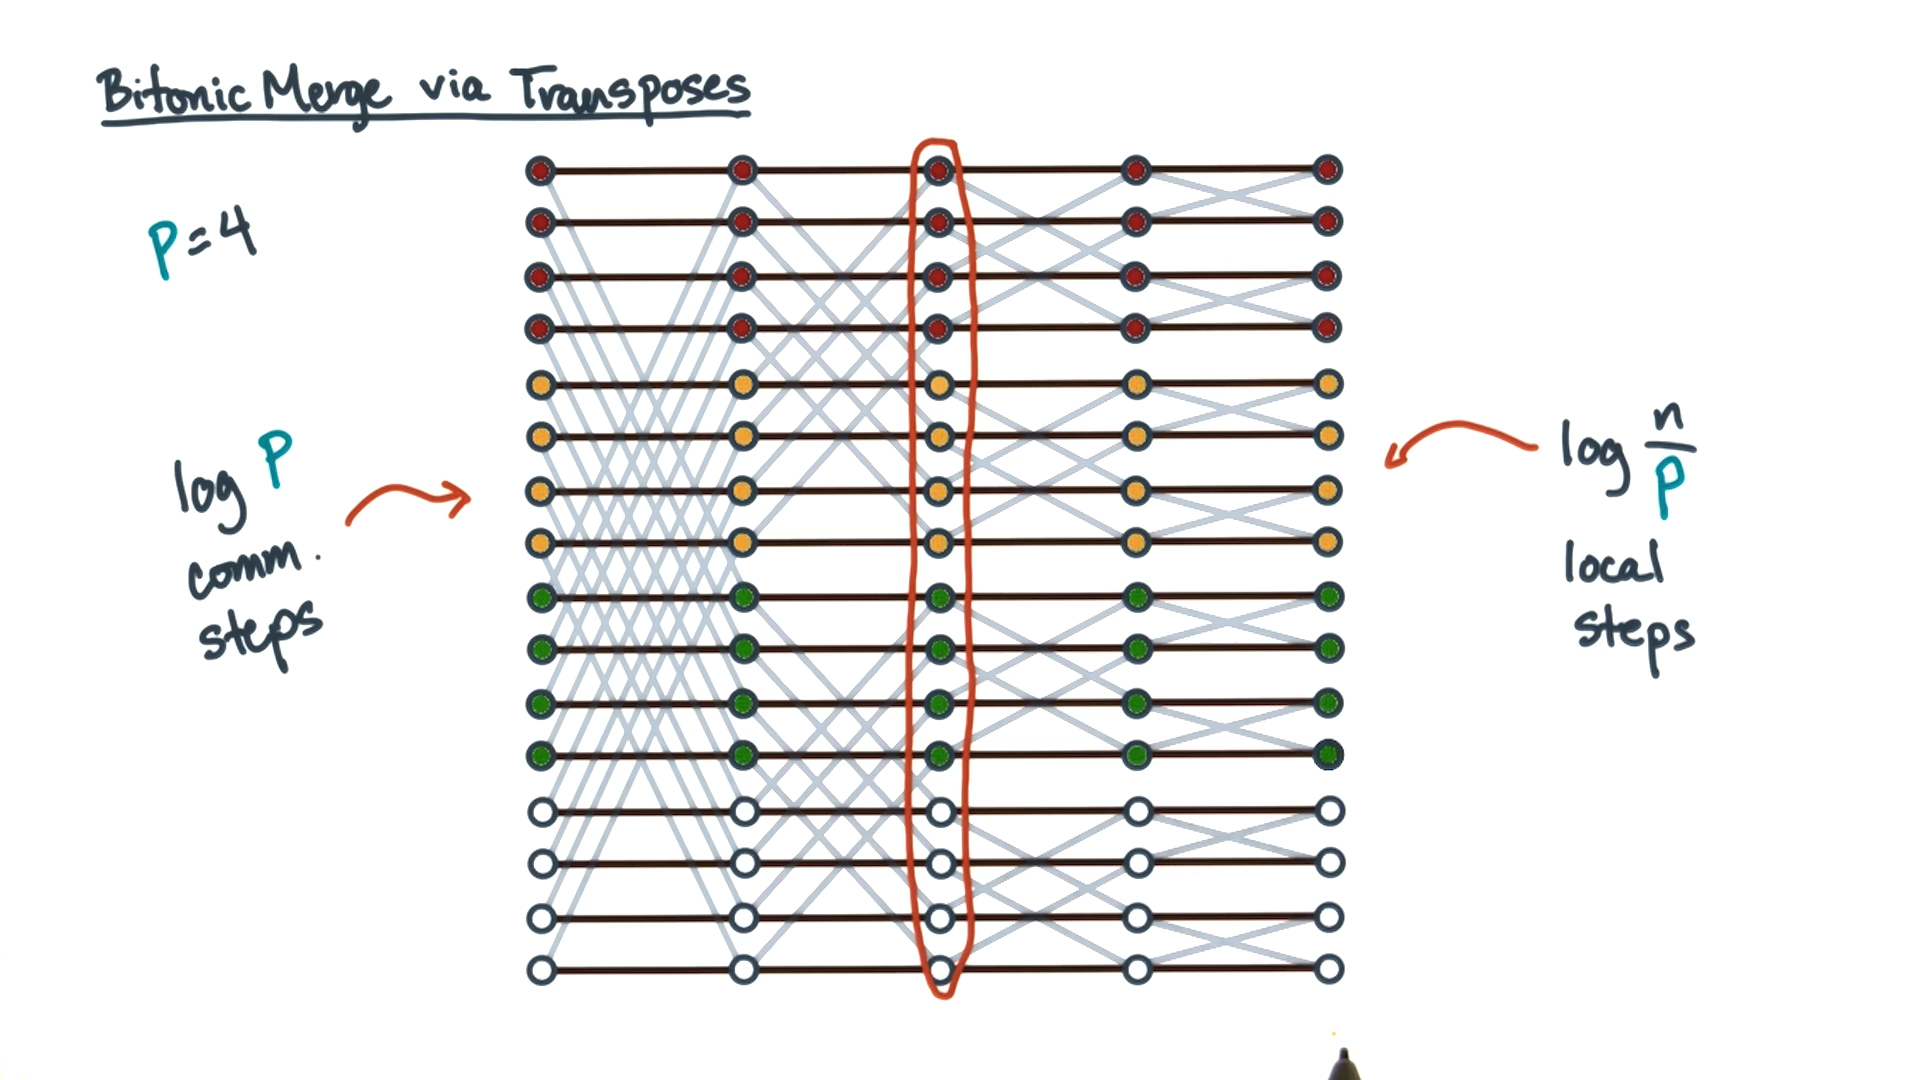 Bitonic Merge via Transposes
P=4
log P
comm.
steps
log n/P
local
steps